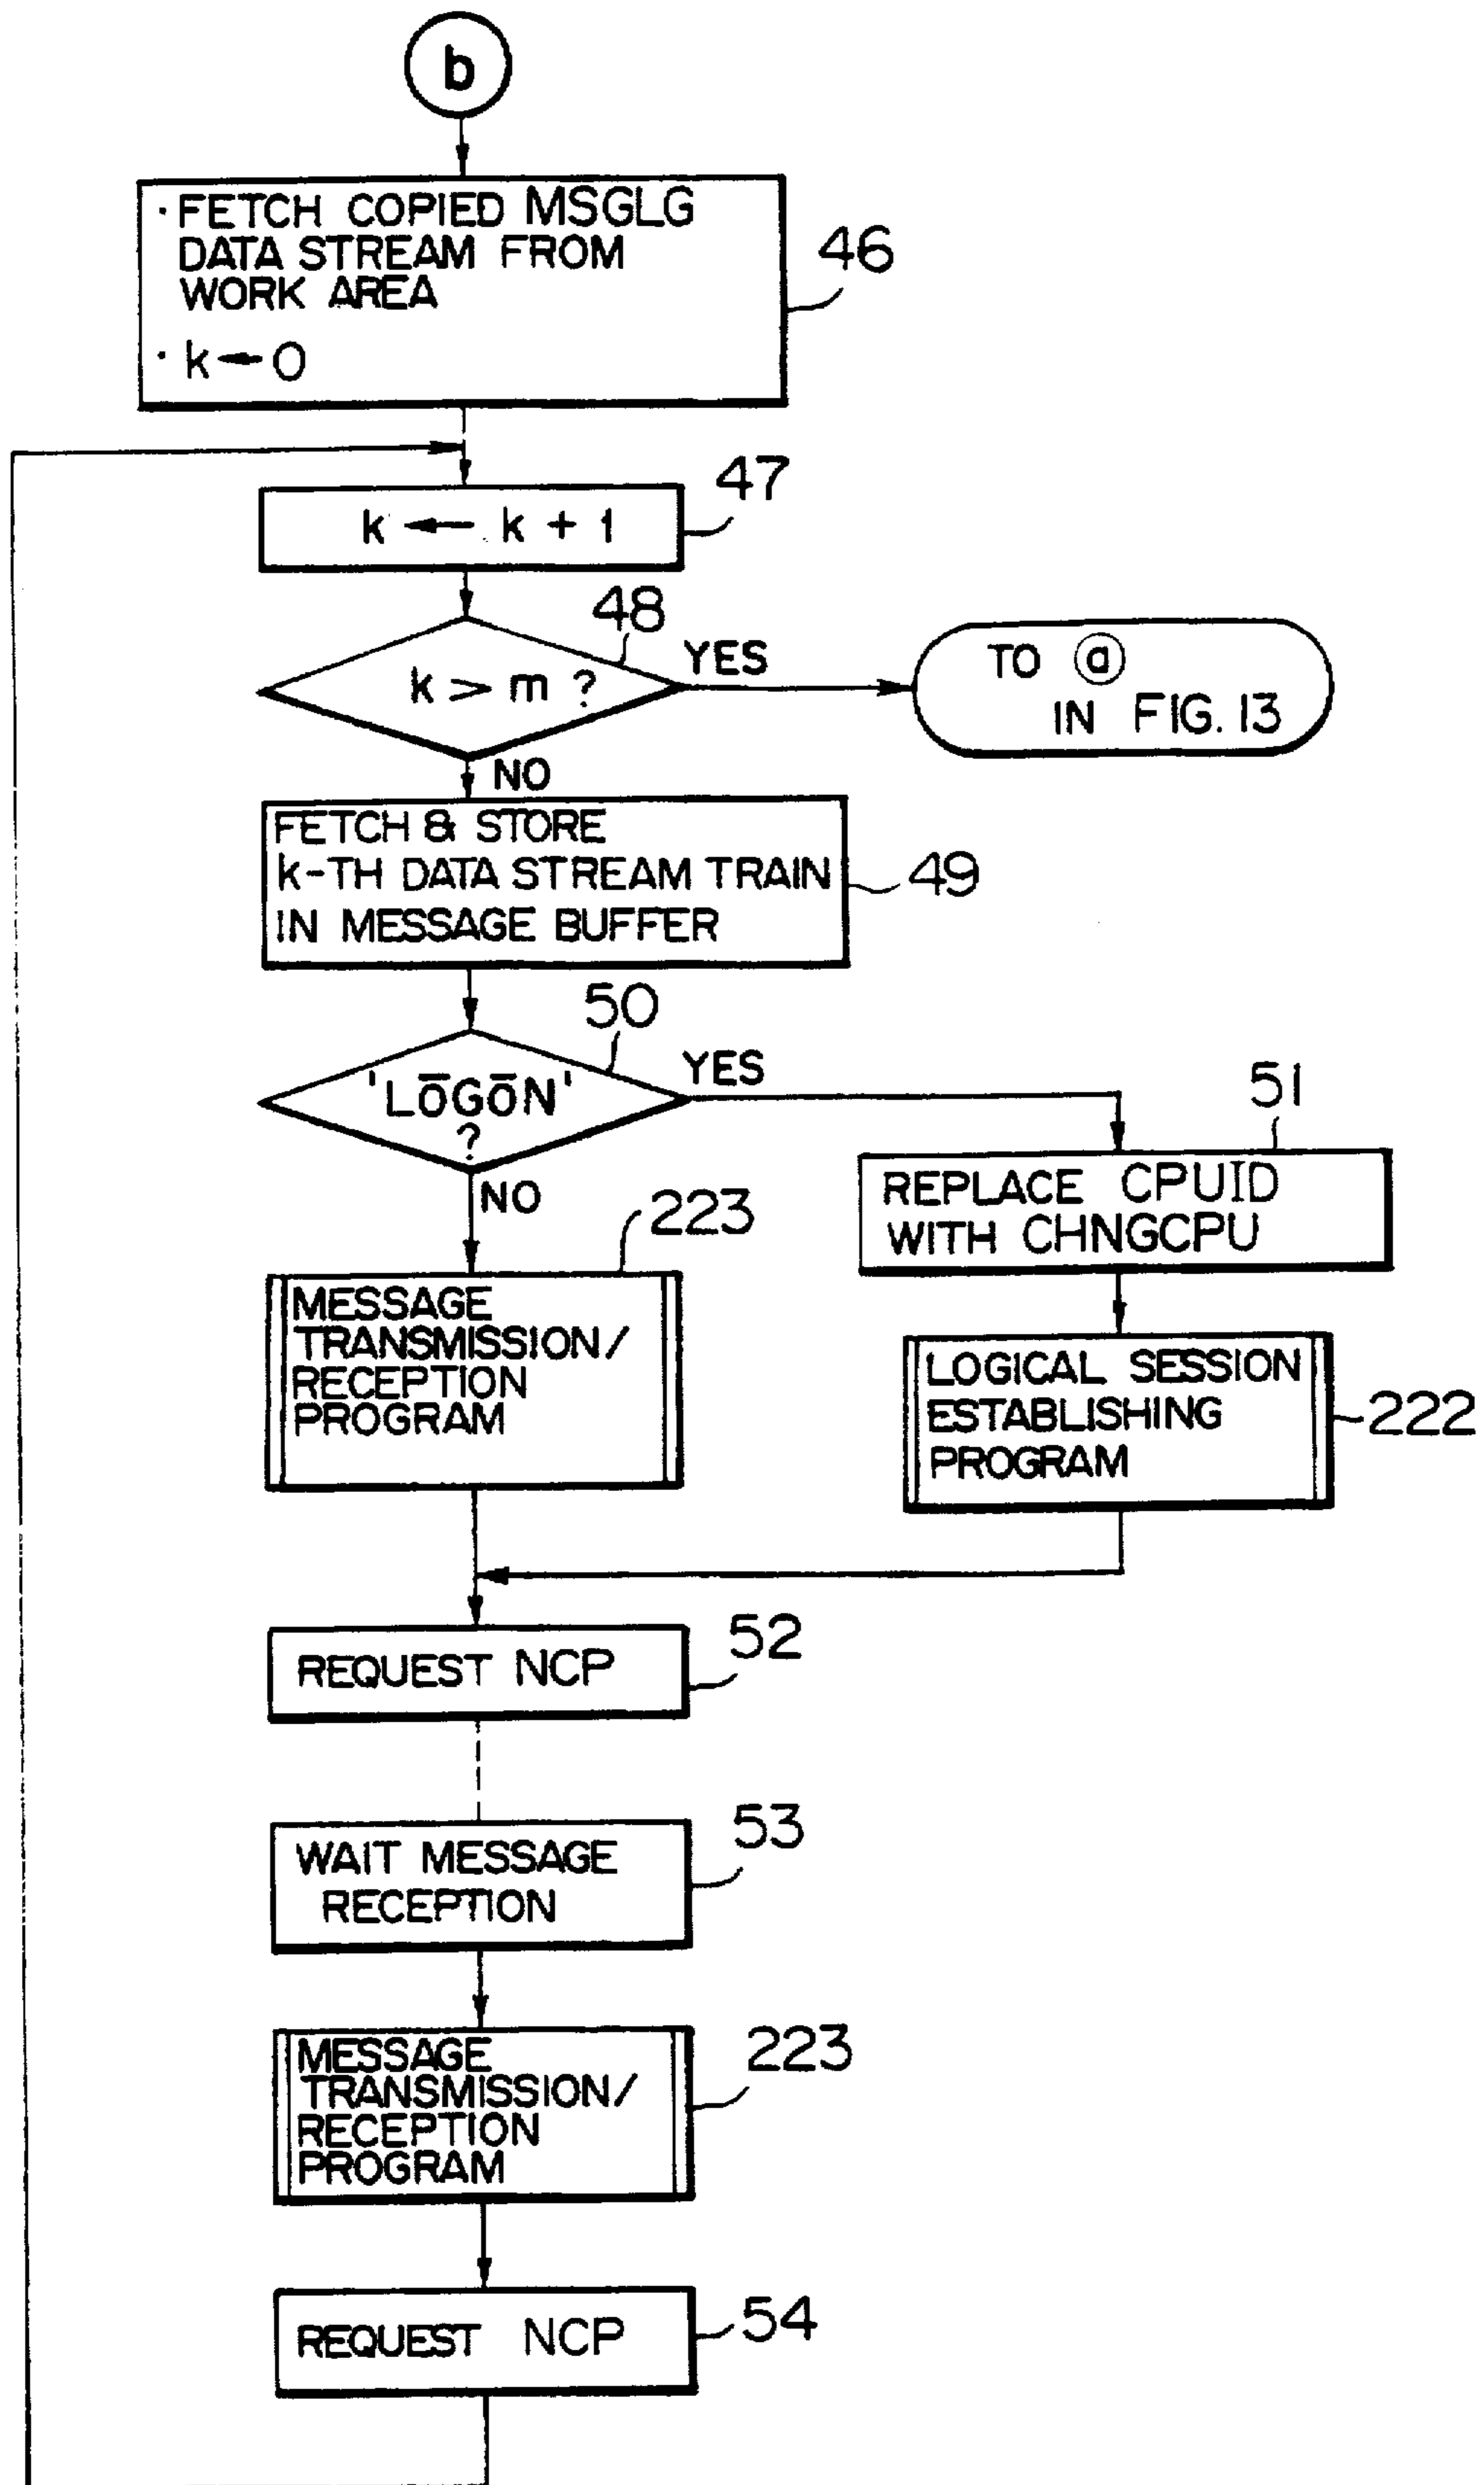 b
· FETCH COPIED MSGLG
DATA STREAM FROM
WORK AREA
· k ← 0
46
k ← k + 1
47
k > m ?
48
YES
TO ⓐ
IN FIG. 13
NO
FETCH & STORE
k-TH DATA STREAM TRAIN
IN MESSAGE BUFFER
49
'LŌGŌN'
?
50
YES
51
REPLACE CPUID
WITH CHNGCPU
NO
223
MESSAGE
TRANSMISSION/
RECEPTION
PROGRAM
LOGICAL SESSION
ESTABLISHING
PROGRAM
222
REQUEST NCP
52
WAIT MESSAGE
RECEPTION
53
MESSAGE
TRANSMISSION/
RECEPTION
PROGRAM
223
REQUEST NCP
54